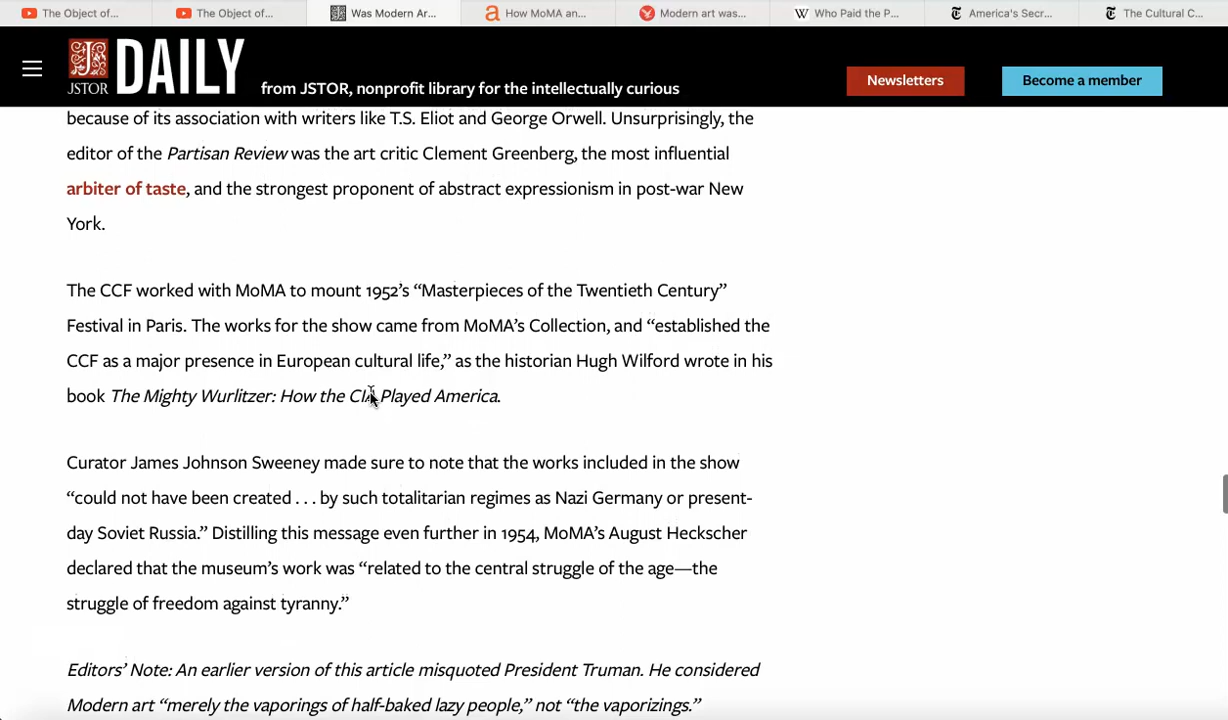 The Object of...
The Object of...
Was Modern Ar...
How MoMA an...
Modern art was...
Who Paid the P...
America's Secr...
The Cultural C...
JSTOR DAILY
from JSTOR, nonprofit library for the intellectually curious
Newsletters
Become a member
because of its association with writers like T.S. Eliot and George Orwell. Unsurprisingly, the
editor of the Partisan Review was the art critic Clement Greenberg, the most influential
arbiter of taste, and the strongest proponent of abstract expressionism in post-war New
York.
The CCF worked with MoMA to mount 1952’s “Masterpieces of the Twentieth Century”
Festival in Paris. The works for the show came from MoMA’s Collection, and “established the
CCF as a major presence in European cultural life,” as the historian Hugh Wilford wrote in his
book The Mighty Wurlitzer: How the CIA Played America.
Curator James Johnson Sweeney made sure to note that the works included in the show
“could not have been created . . . by such totalitarian regimes as Nazi Germany or present-
day Soviet Russia.” Distilling this message even further in 1954, MoMA’s August Heckscher
declared that the museum’s work was “related to the central struggle of the age—the
struggle of freedom against tyranny.”
Editors’ Note: An earlier version of this article misquoted President Truman. He considered
Modern art “merely the vaporings of half-baked lazy people,” not “the vaporizings.”